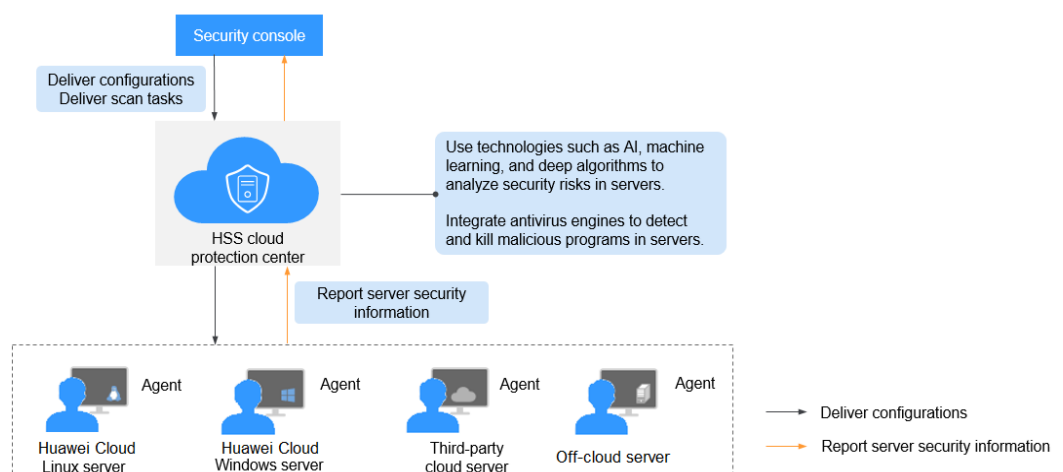 Security console
Deliver configurations
Deliver scan tasks
Use technologies such as AI, machine
learning, and deep algorithms to
analyze security risks in servers.
Integrate antivirus engines to detect
and kill malicious programs in servers.
HSS cloud
protection center
Report server security
information
Agent
Agent
Agent
Agent
Huawei Cloud
Linux server
Huawei Cloud
Windows server
Third-party
cloud server
Off-cloud server
Deliver configurations
Report server security information